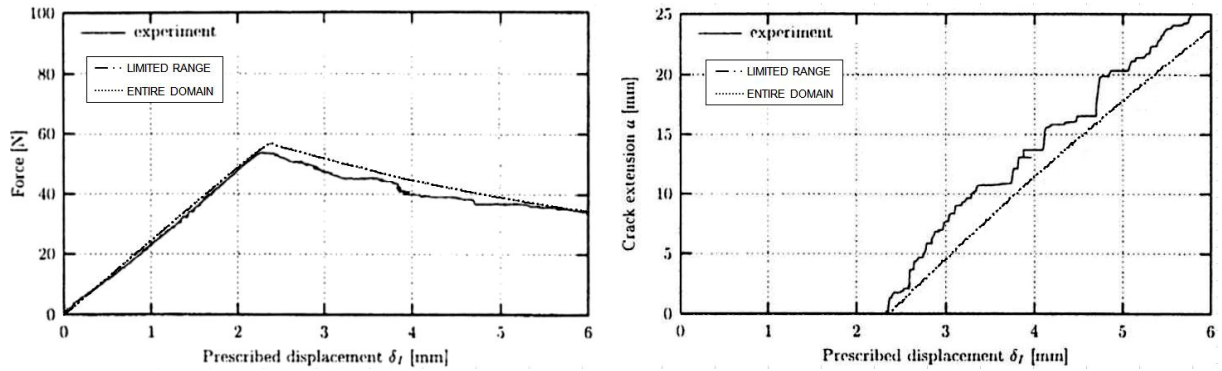 experiment
LIMITED RANGE
ENTIRE DOMAIN
100
80
60
40
20
0
Force [N]
0 1 2 3 4 5 6
Prescribed displacement δI [mm]
experiment
LIMITED RANGE
ENTIRE DOMAIN
25
20
15
10
5
0
Crack extension a [mm]
0 1 2 3 4 5 6
Prescribed displacement δI [mm]